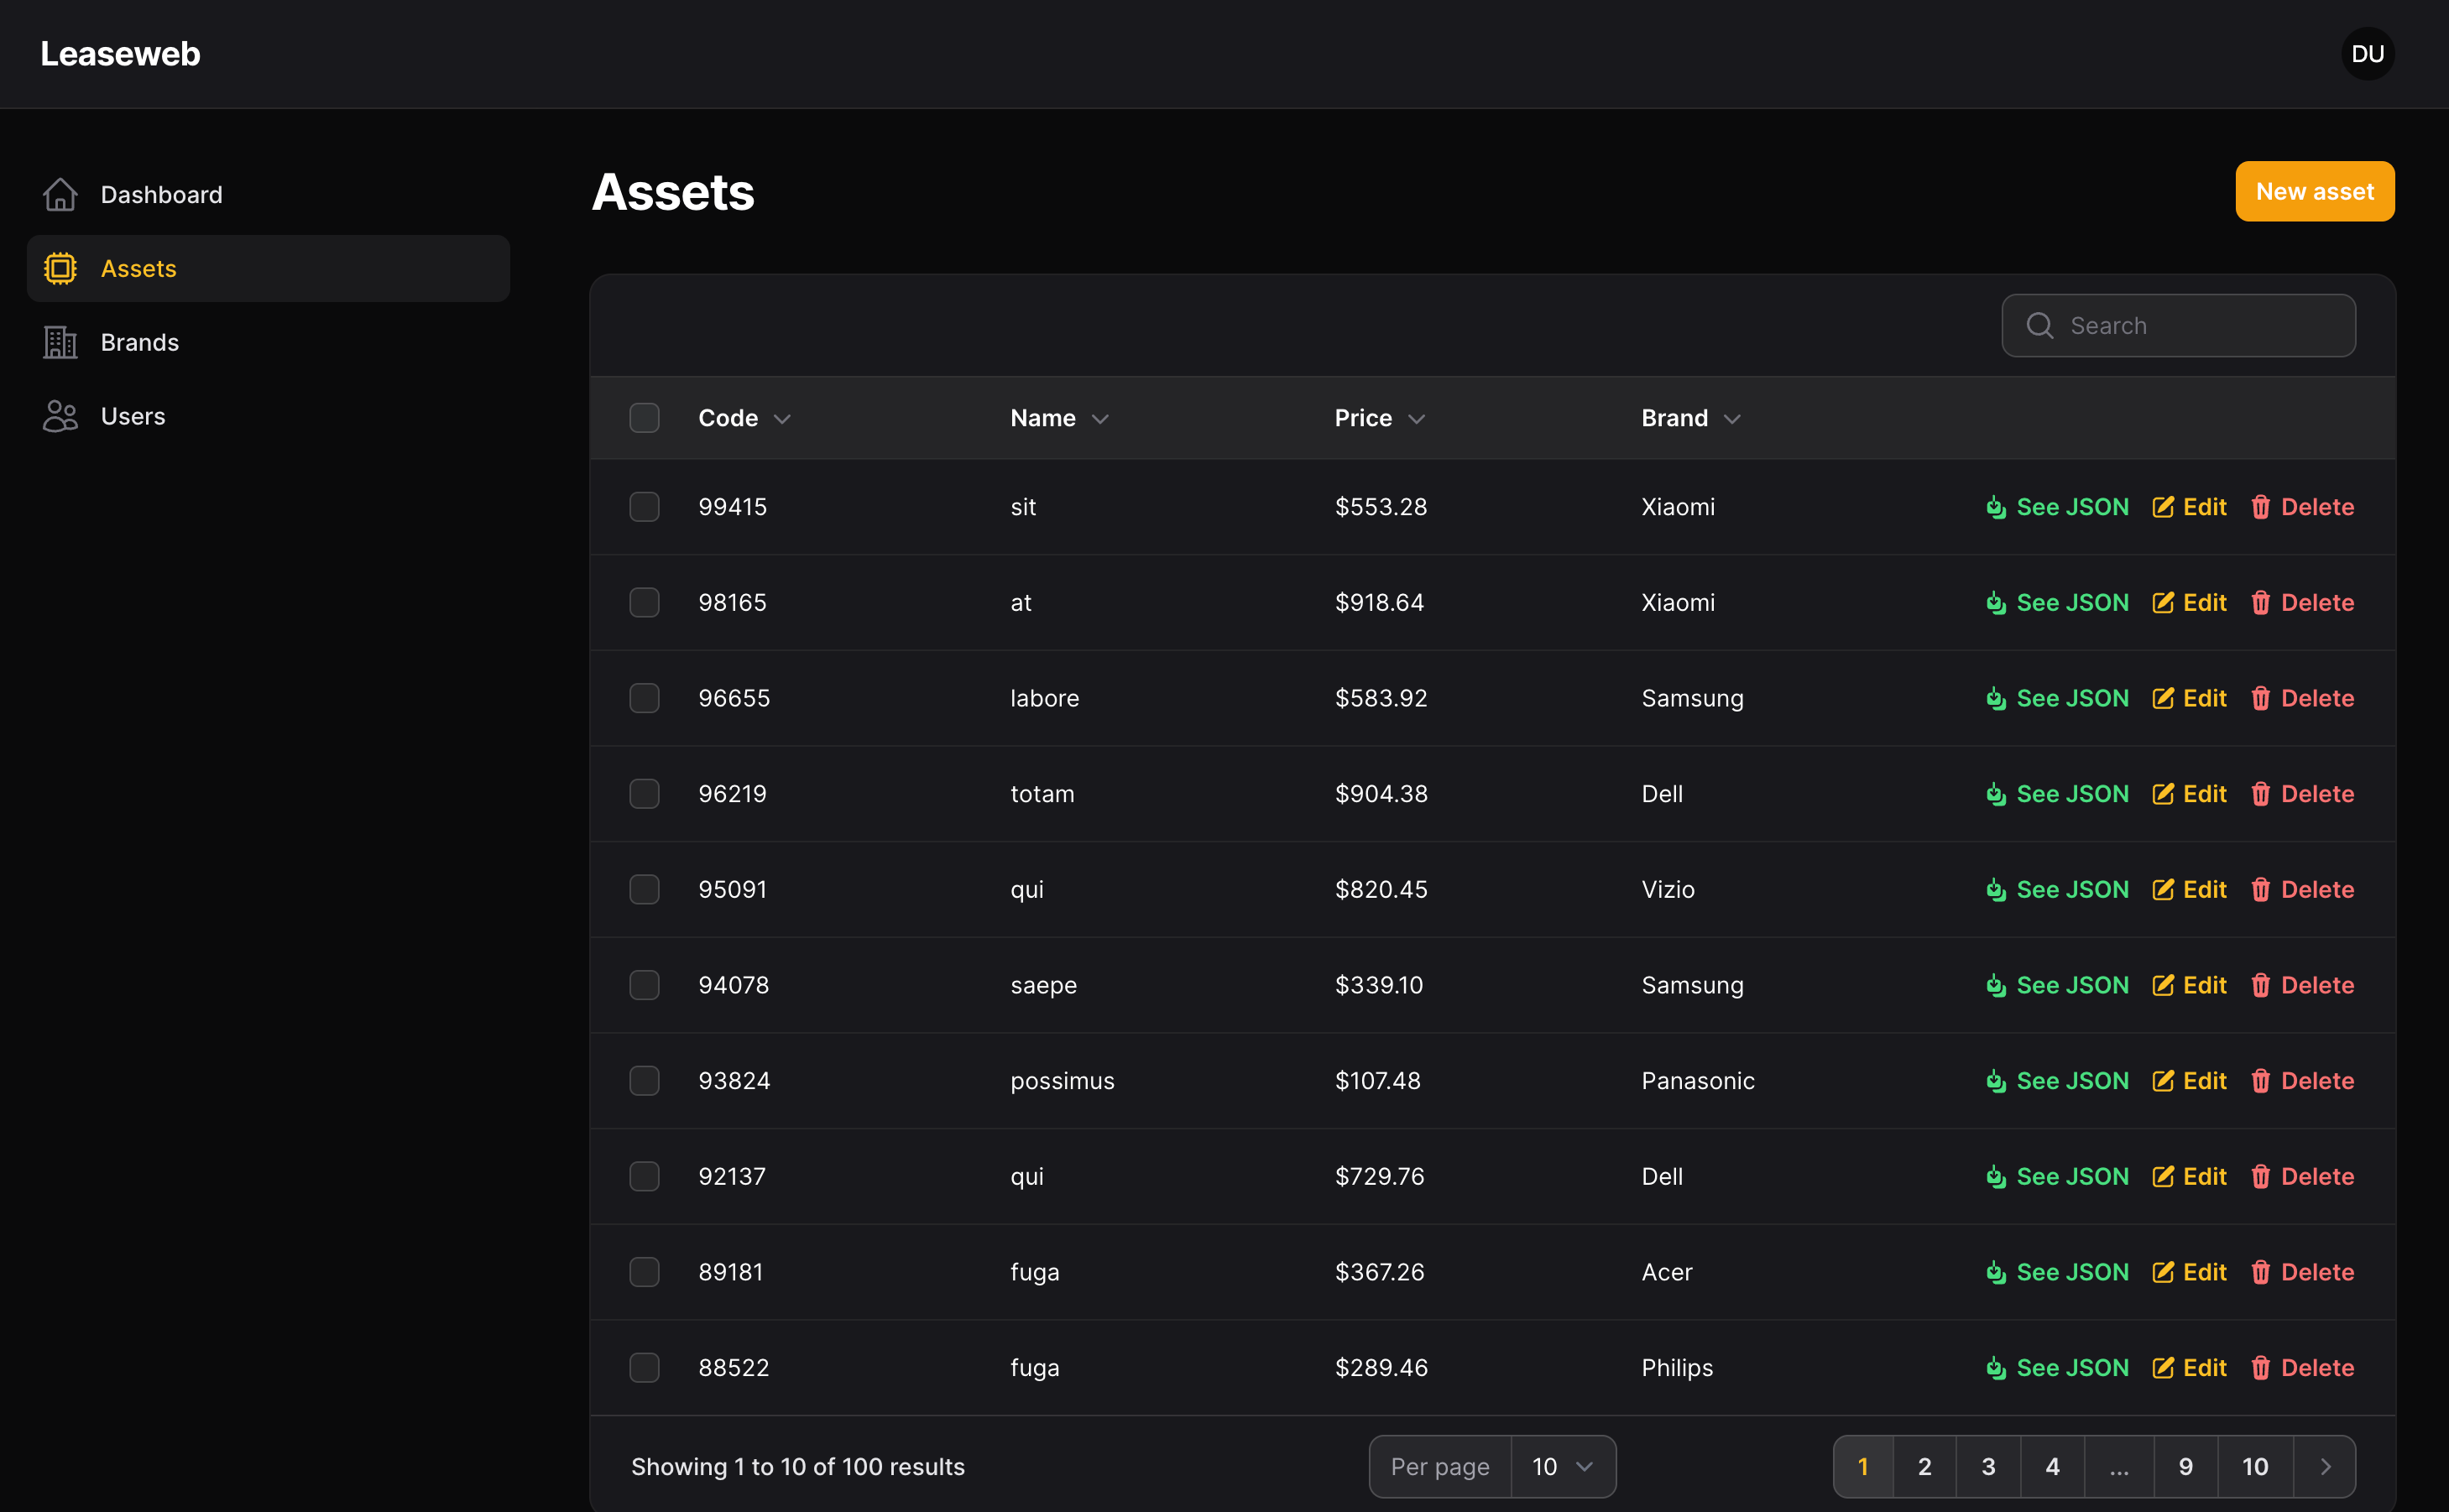 Leaseweb
DU
Dashboard
Assets
Brands
Users
Assets
New asset
Search
Code Name Price Brand
99415 sit $553.28 Xiaomi See JSON Edit Delete
98165 at $918.64 Xiaomi See JSON Edit Delete
96655 labore $583.92 Samsung See JSON Edit Delete
96219 totam $904.38 Dell See JSON Edit Delete
95091 qui $820.45 Vizio See JSON Edit Delete
94078 saepe $339.10 Samsung See JSON Edit Delete
93824 possimus $107.48 Panasonic See JSON Edit Delete
92137 qui $729.76 Dell See JSON Edit Delete
89181 fuga $367.26 Acer See JSON Edit Delete
88522 fuga $289.46 Philips See JSON Edit Delete
Showing 1 to 10 of 100 results Per page 10 1 2 3 4 ... 9 10